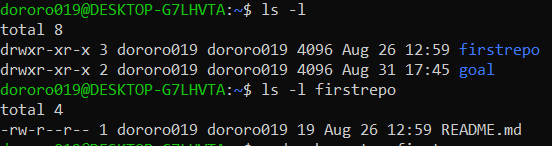 dororo019@DESKTOP-G7LHVTA:~$ ls -l
total 8
drwxr-xr-x 3 dororo019 dororo019 4096 Aug 26 12:59 firstrepo
drwxr-xr-x 2 dororo019 dororo019 4096 Aug 31 17:45 goal
dororo019@DESKTOP-G7LHVTA:~$ ls -l firstrepo
total 4
-rw-r--r-- 1 dororo019 dororo019 19 Aug 26 12:59 README.md